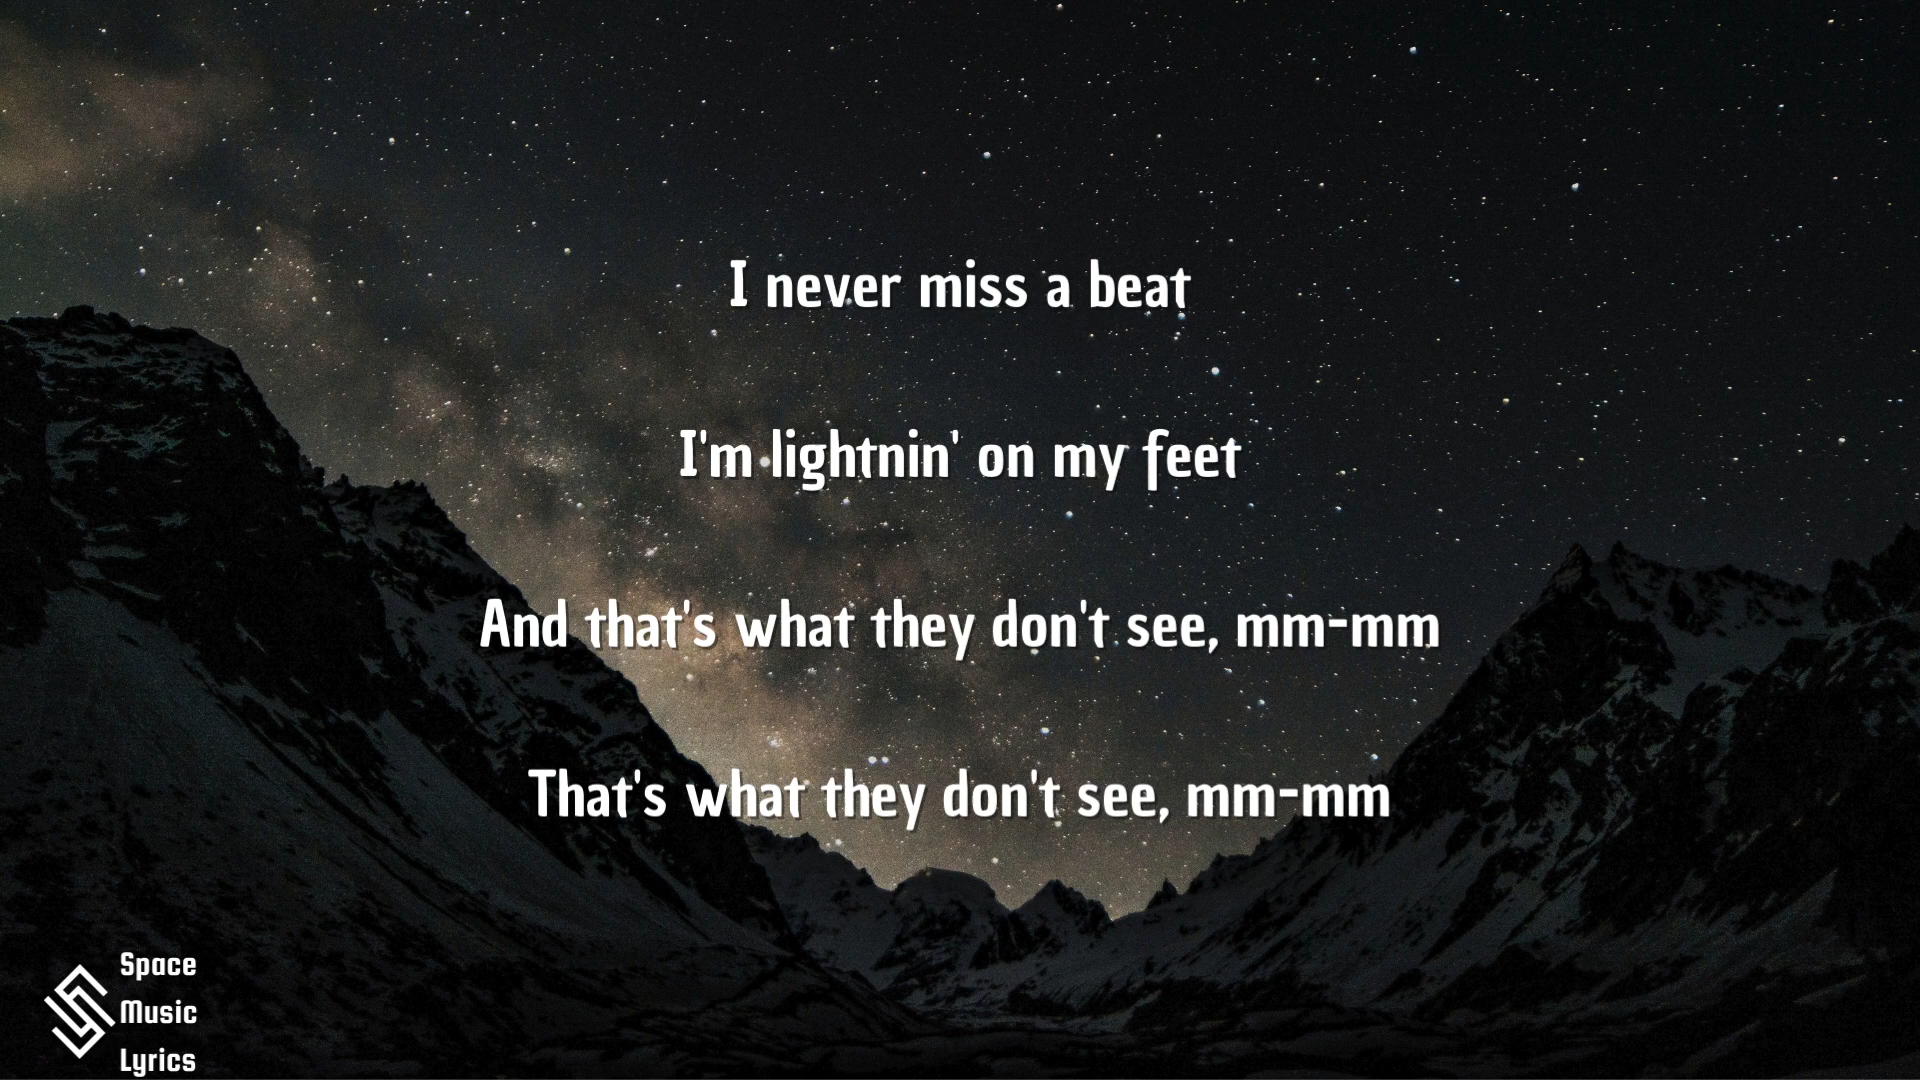 I never miss a beat
I'm lightnin' on my feet
And that's what they don't see, mm-mm
That's what they don't see, mm-mm
Space
Music
Lyrics